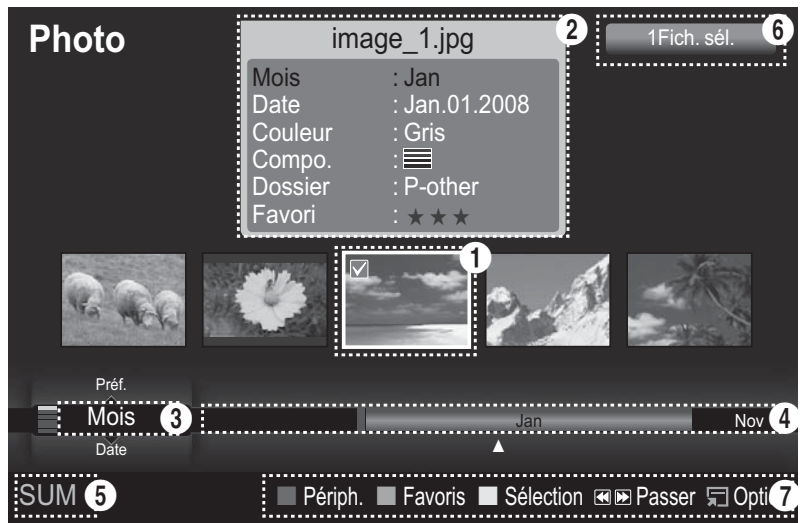 Photo
image_1.jpg
2
1Fich. sél.
6
Mois : Jan
Date : Jan.01.2008
Couleur : Gris
Compo. :
Dossier : P-other
Favori : ★★★
1
Préf.
Mois
3
Jan
Nov
4
Date
SUM
5
Périph. Favoris Sélection Passer Opti
7